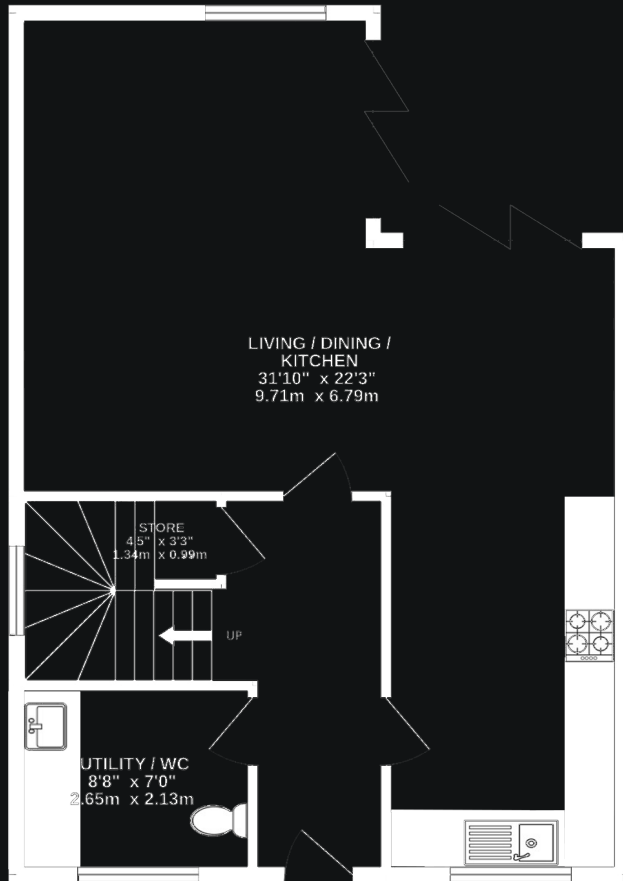 LIVING / DINING /
KITCHEN
31'10" x 22'3"
9.71m x 6.79m
STORE
4'5" x 3'3"
1.34m x 0.99m
UP
UTILITY / WC
8'8" x 7'0"
2.65m x 2.13m